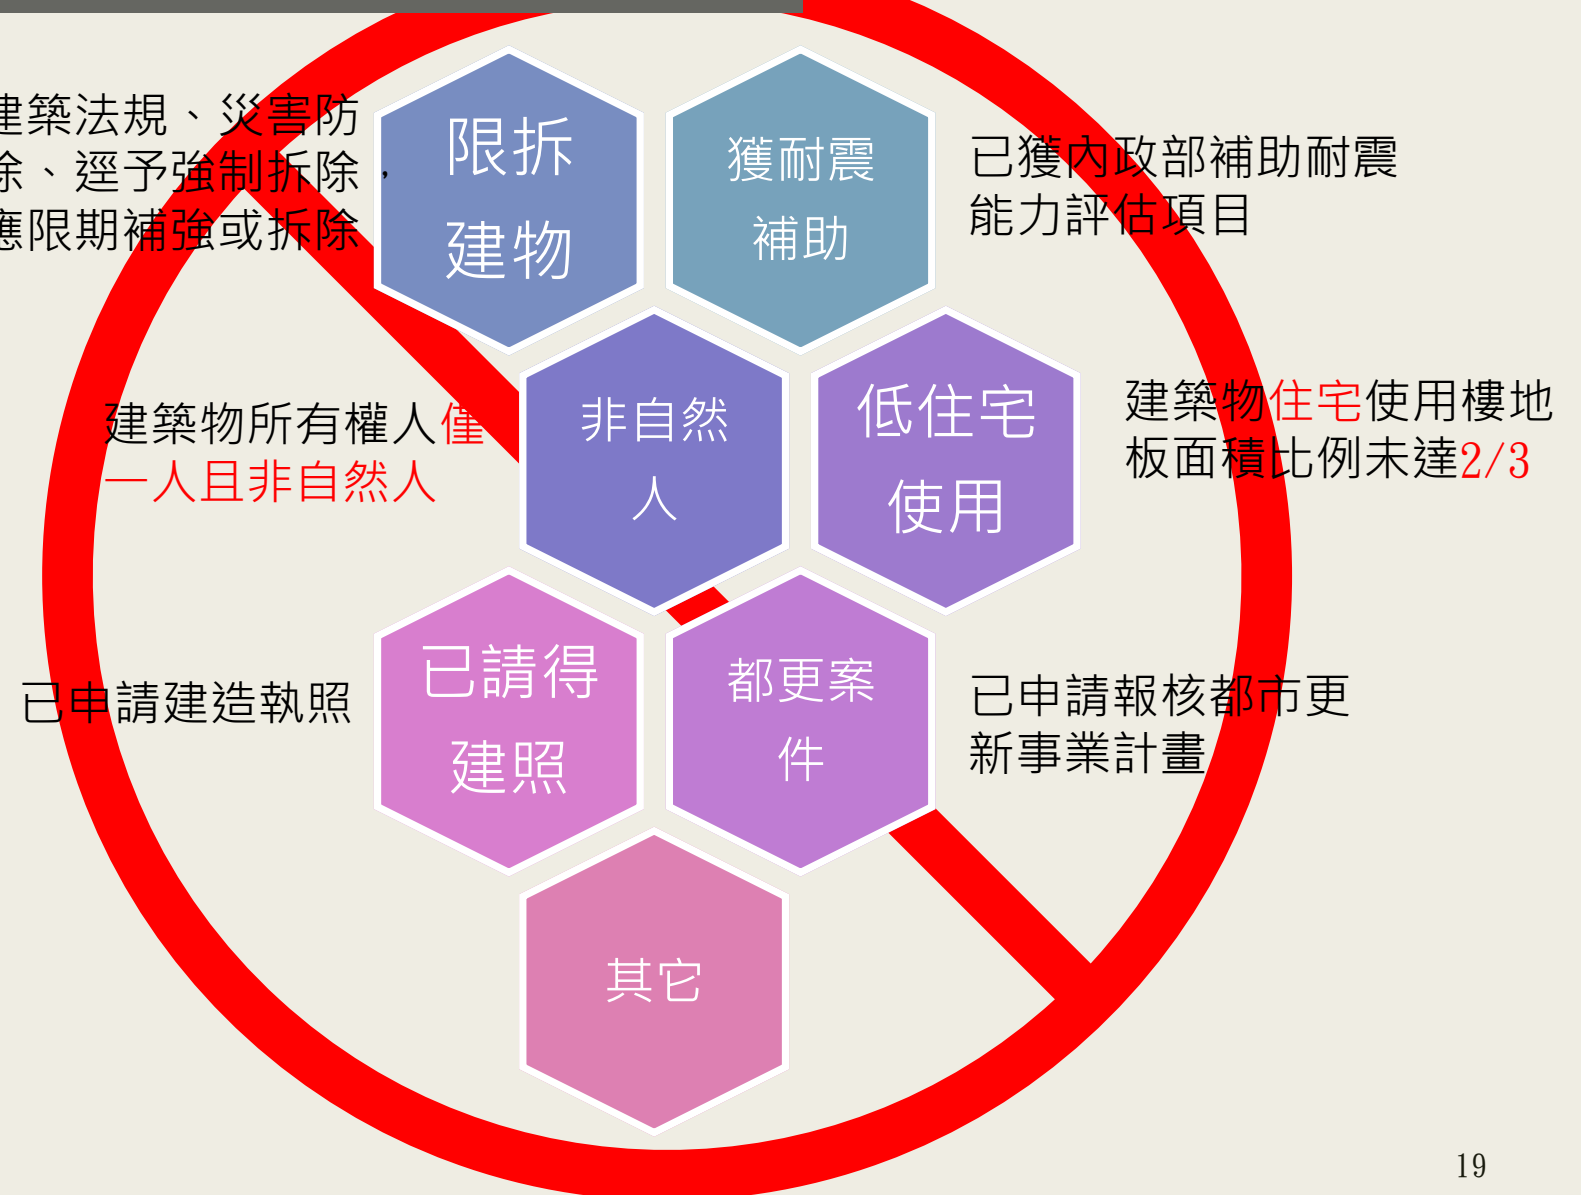 建築法規、災害防
除、逕予強制拆除，
應限期補強或拆除
限拆
建物
獲耐震
補助
已獲內政部補助耐震
能力評估項目
建築物所有權人僅
一人且非自然人
非自然
人
低住宅
使用
建築物住宅使用樓地
板面積比例未達2/3
已申請建造執照
已請得
建照
都更案
件
已申請報核都市更
新事業計畫
其它
19